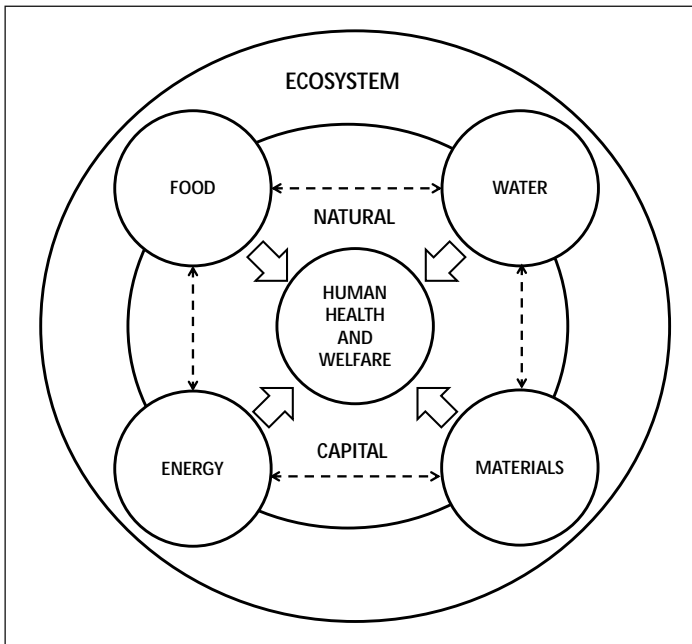 ECOSYSTEM
FOOD
WATER
NATURAL
HUMAN
HEALTH
AND
WELFARE
CAPITAL
ENERGY
MATERIALS